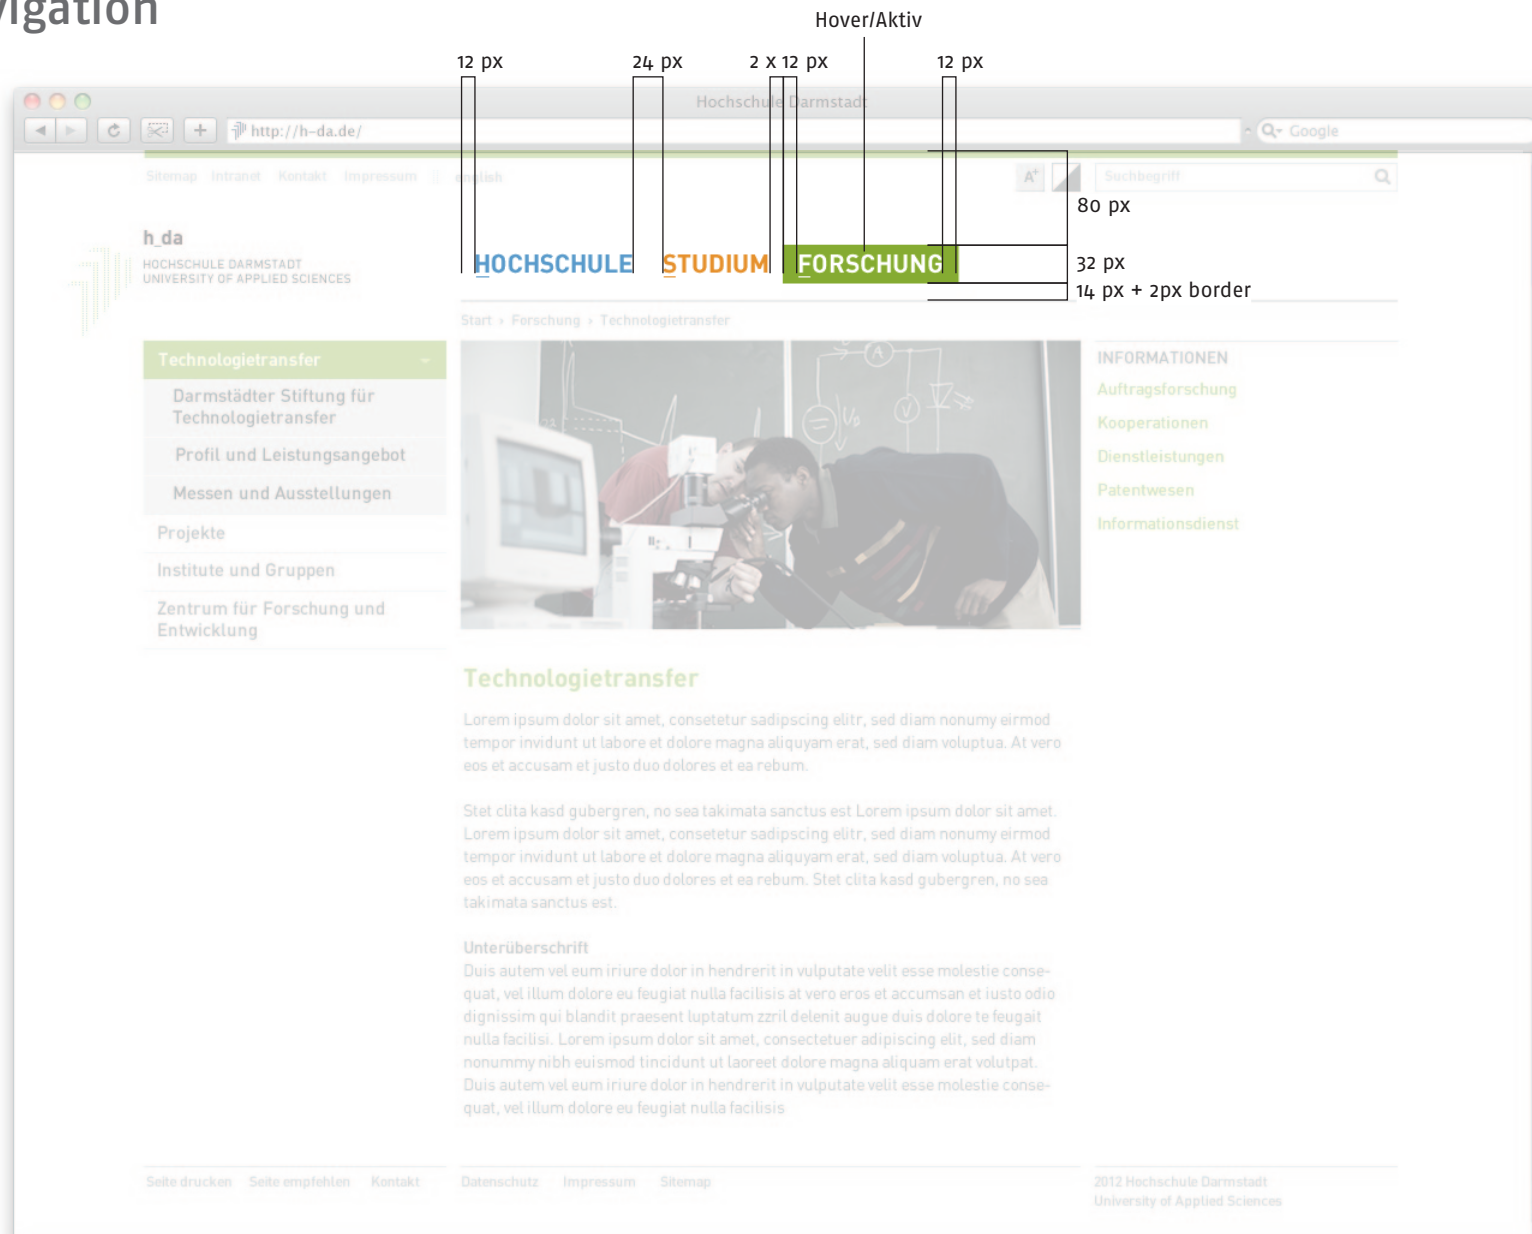 vigation
Hover/Aktiv
12 px
24 px
2 x 12 px
12 px
Hochschule Darmstadt
http://h-da.de/
Google
Sitemap Intranet Kontakt Impressum || english
A+
Suchbegriff
80 px
h_da
HOCHSCHULE DARMSTADT
UNIVERSITY OF APPLIED SCIENCES
HOCHSCHULE STUDIUM FORSCHUNG
32 px
14 px + 2px border
Start › Forschung › Technologietransfer
Technologietransfer
Darmstädter Stiftung für
Technologietransfer
Profil und Leistungsangebot
Messen und Ausstellungen
Projekte
Institute und Gruppen
Zentrum für Forschung und
Entwicklung
INFORMATIONEN
Auftragsforschung
Kooperationen
Dienstleistungen
Patentwesen
Informationsdienst
Technologietransfer
Lorem ipsum dolor sit amet, consetetur sadipscing elitr, sed diam nonumy eirmod
tempor invidunt ut labore et dolore magna aliquyam erat, sed diam voluptua. At vero
eos et accusam et justo duo dolores et ea rebum.
Stet clita kasd gubergren, no sea takimata sanctus est Lorem ipsum dolor sit amet.
Lorem ipsum dolor sit amet, consetetur sadipscing elitr, sed diam nonumy eirmod
tempor invidunt ut labore et dolore magna aliquyam erat, sed diam voluptua. At vero
eos et accusam et justo duo dolores et ea rebum. Stet clita kasd gubergren, no sea
takimata sanctus est.
Unterüberschrift
Duis autem vel eum iriure dolor in hendrerit in vulputate velit esse molestie conse-
quat, vel illum dolore eu feugiat nulla facilisis at vero eros et accumsan et iusto odio
dignissim qui blandit praesent luptatum zzril delenit augue duis dolore te feugait
nulla facilisi. Lorem ipsum dolor sit amet, consectetuer adipiscing elit, sed diam
nonummy nibh euismod tincidunt ut laoreet dolore magna aliquam erat volutpat.
Duis autem vel eum iriure dolor in hendrerit in vulputate velit esse molestie conse-
quat, vel illum dolore eu feugiat nulla facilisis
Seite drucken Seite empfehlen Kontakt
Datenschutz Impressum Sitemap
2012 Hochschule Darmstadt
University of Applied Sciences